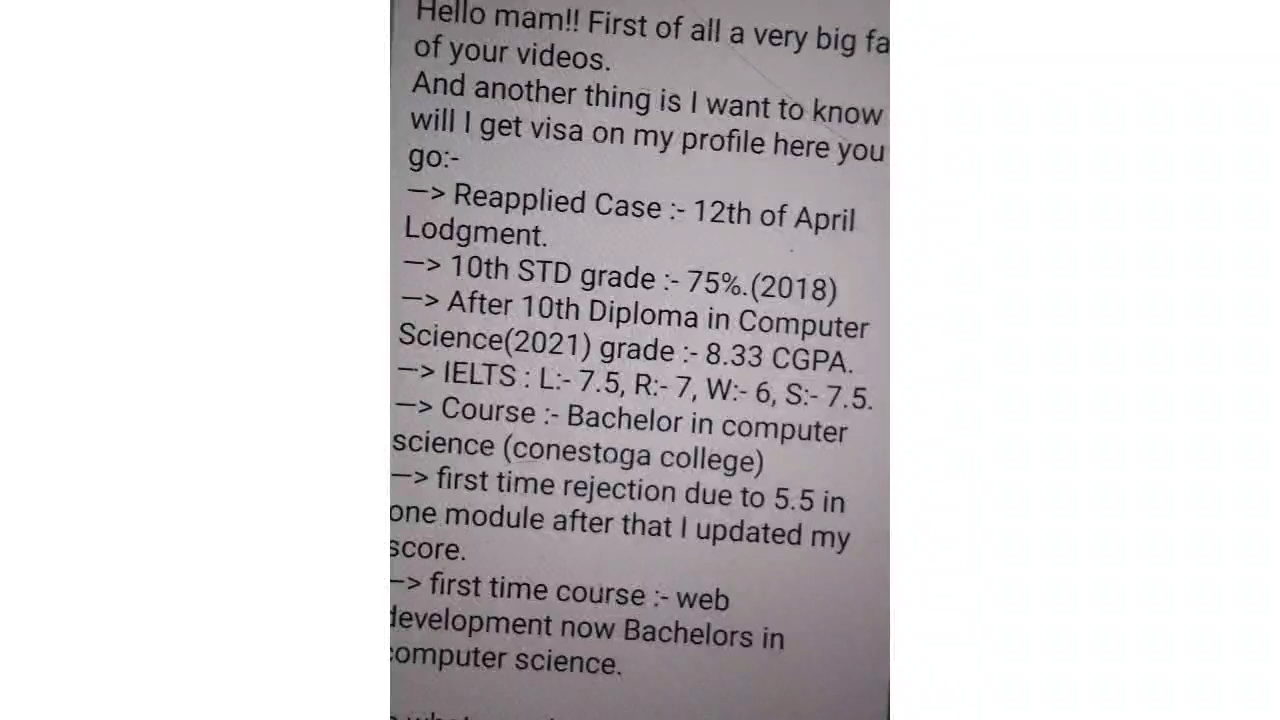 Hello mam!! First of all a very big fa
of your videos.
And another thing is I want to know
will I get visa on my profile here you
go:-
—> Reapplied Case :- 12th of April
Lodgment.
—> 10th STD grade :- 75%.(2018)
—> After 10th Diploma in Computer
Science(2021) grade :- 8.33 CGPA.
—> IELTS : L:- 7.5, R:- 7, W:- 6, S:- 7.5.
—> Course :- Bachelor in computer
science (conestoga college)
—> first time rejection due to 5.5 in
one module after that I updated my
score.
—> first time course :- web
development now Bachelors in
computer science.